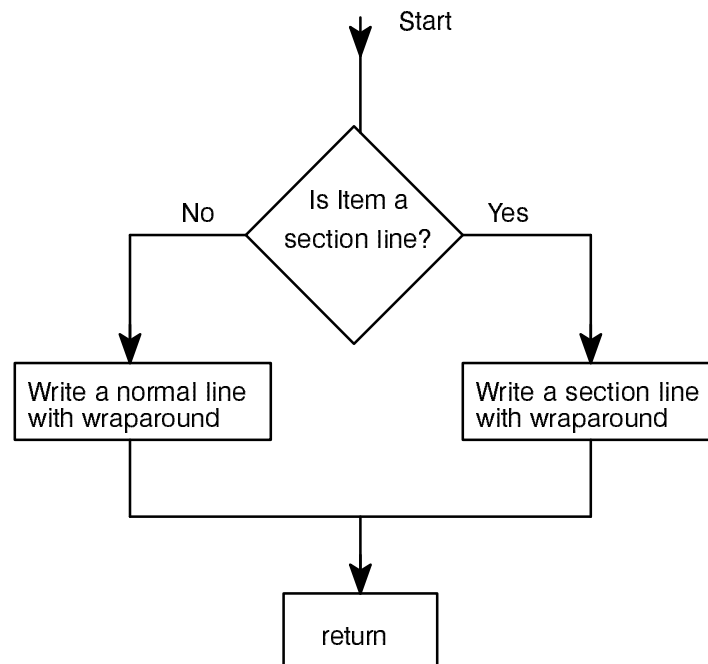 Start
Is Item a
section line?
No
Yes
Write a normal line
with wraparound
Write a section line
with wraparound
return